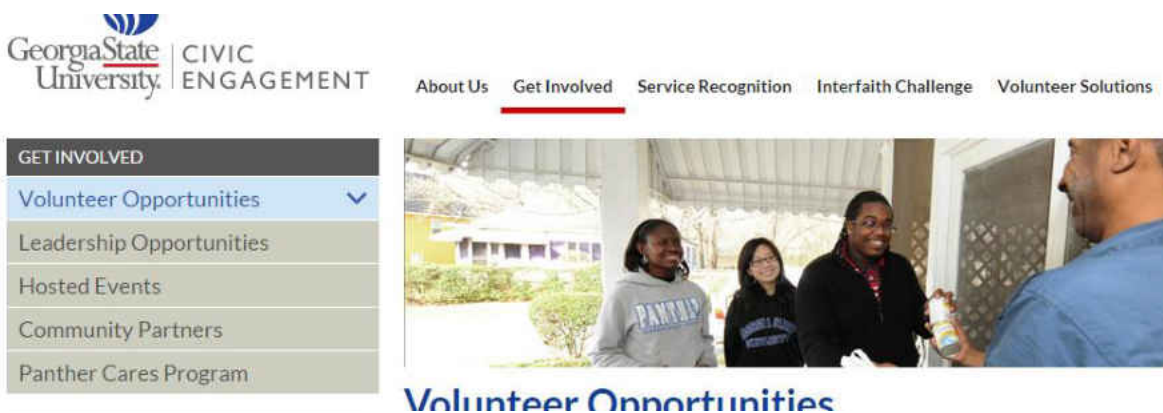 GeorgiaState
University.
CIVIC
ENGAGEMENT
About Us Get Involved Service Recognition Interfaith Challenge Volunteer Solutions
GET INVOLVED
Volunteer Opportunities
Leadership Opportunities
Hosted Events
Community Partners
Panther Cares Program
Volunteer Opportunities